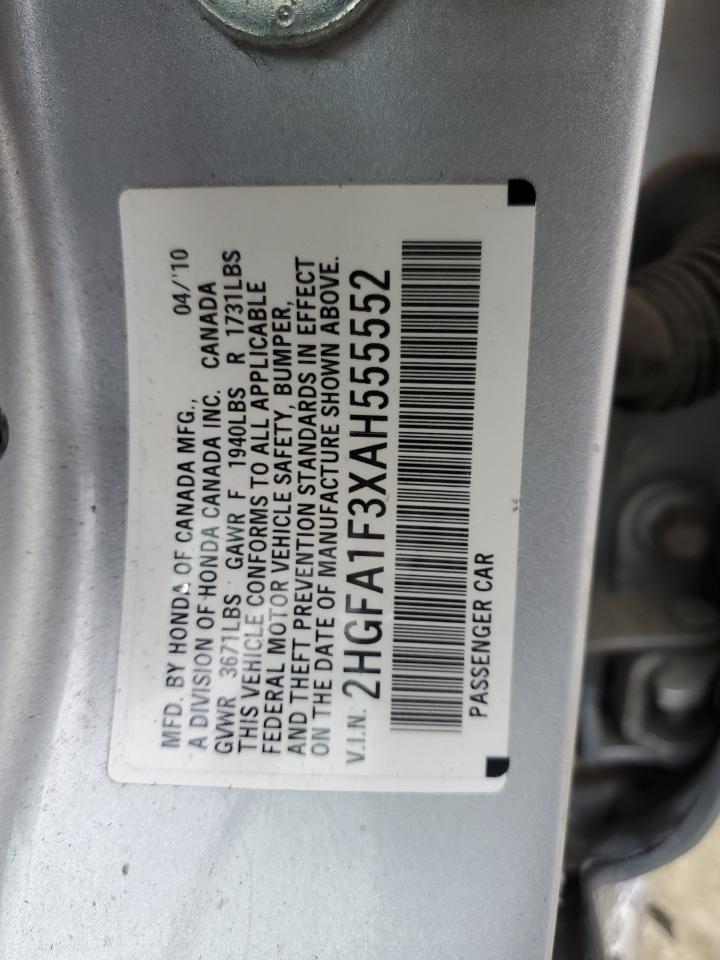 MFD. BY HONDA OF CANADA MFG., 04/'10
A DIVISION OF HONDA CANADA INC. CANADA
GVWR 3671LBS GAWR F 1940LBS R 1731LBS
THIS VEHICLE CONFORMS TO ALL APPLICABLE
FEDERAL MOTOR VEHICLE SAFETY, BUMPER,
AND THEFT PREVENTION STANDARDS IN EFFECT
ON THE DATE OF MANUFACTURE SHOWN ABOVE.
V.I.N: 2HGFA1F3XAH555552
PASSENGER CAR